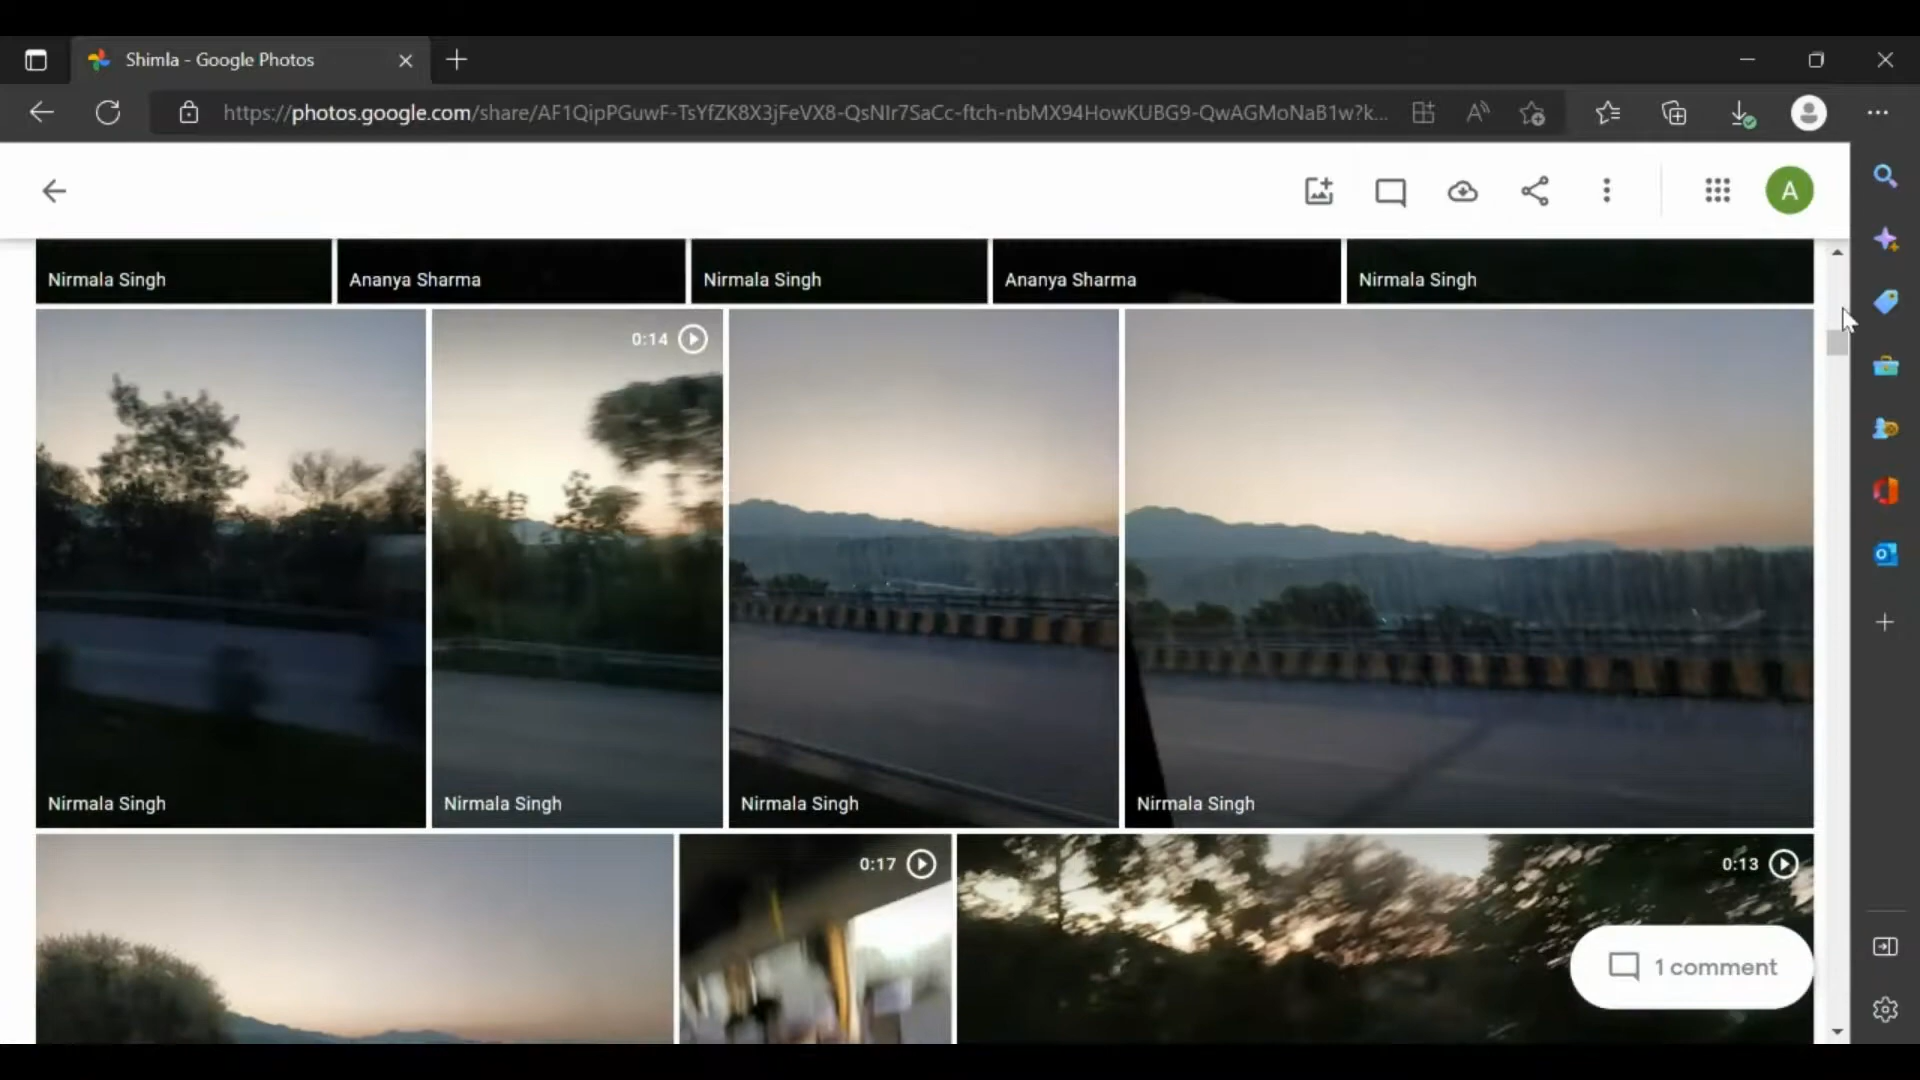 Shimla - Google Photos
https://photos.google.com/share/AF1QipPGuwF-TsYfZK8X3jFeVX8-QsNIr7SaCc-ftch-nbMX94HowKUBG9-QwAGMoNaB1w?k...
A
Nirmala Singh
Ananya Sharma
Nirmala Singh
Ananya Sharma
Nirmala Singh
0:14
Nirmala Singh
Nirmala Singh
Nirmala Singh
Nirmala Singh
0:17
0:13
1 comment